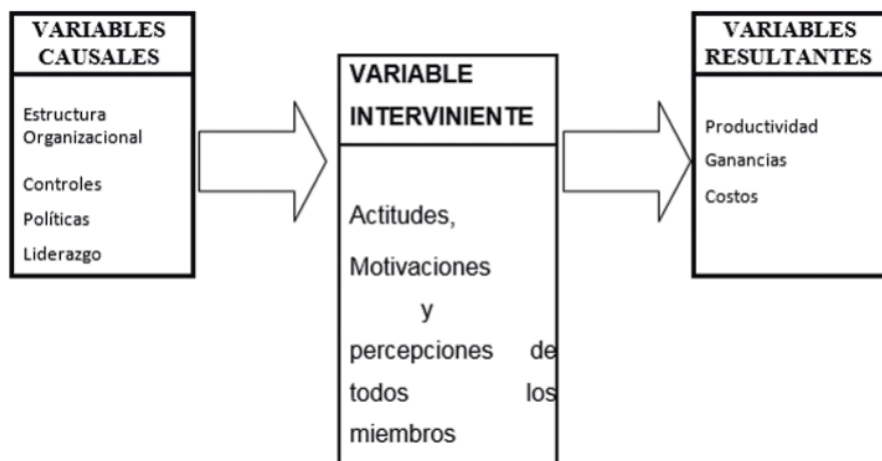 VARIABLES
CAUSALES
Estructura
Organizacional
Controles
Políticas
Liderazgo
VARIABLE
INTERVINIENTE
Actitudes,
Motivaciones
y
percepciones de
todos los
miembros
VARIABLES
RESULTANTES
Productividad
Ganancias
Costos